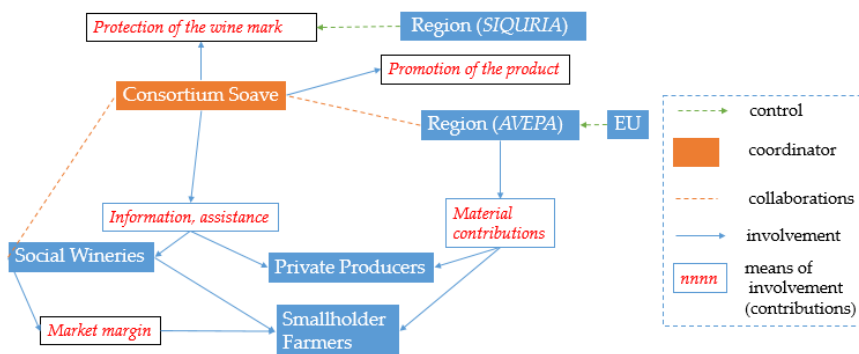 Protection of the wine mark
Region (SIQURIA)
Promotion of the product
Consortium Soave
Region (AVEPA)
EU
Information, assistance
Material
contributions
Social Wineries
Private Producers
Market margin
Smallholder
Farmers
control
coordinator
collaborations
involvement
nnnn
means of
involvement
(contributions)